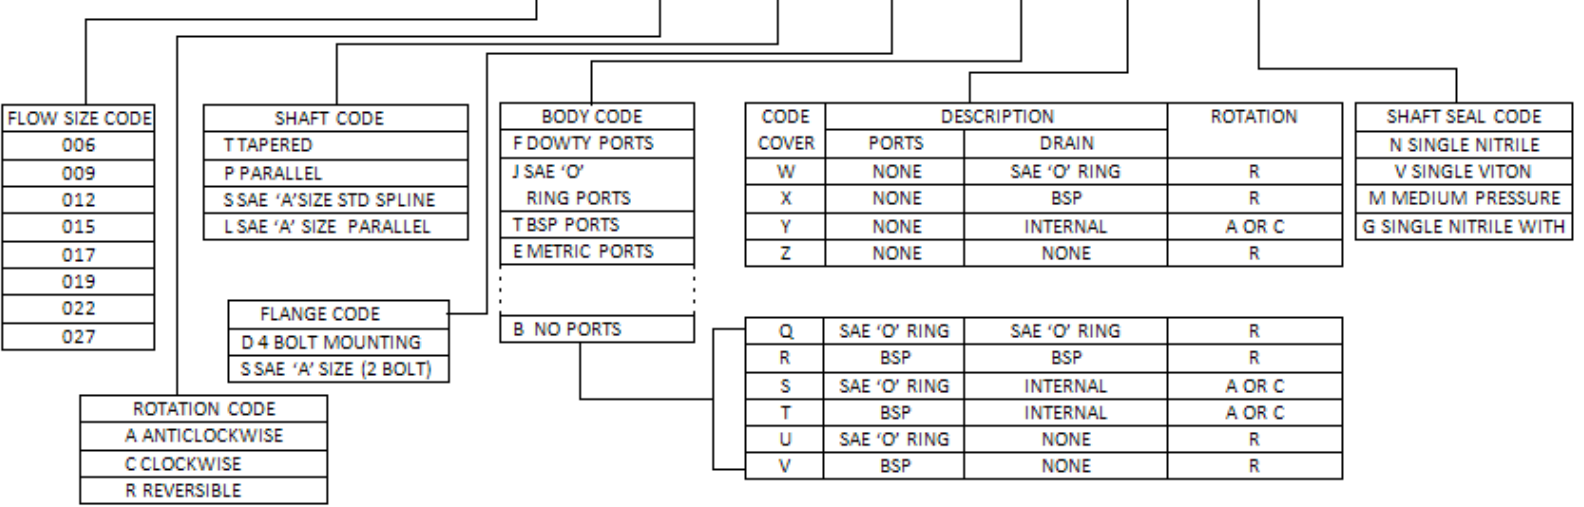 FLOW SIZE CODE
006
009
012
015
017
019
022
027
ROTATION CODE
A ANTICLOCKWISE
C CLOCKWISE
R REVERSIBLE
SHAFT CODE
T TAPERED
P PARALLEL
S SAE ‘A’SIZE STD SPLINE
L SAE ‘A’ SIZE PARALLEL
FLANGE CODE
D 4 BOLT MOUNTING
S SAE ‘A’ SIZE (2 BOLT)
BODY CODE
F DOWTY PORTS
J SAE ‘O’
RING PORTS
T BSP PORTS
E METRIC PORTS
B NO PORTS
CODE DESCRIPTION ROTATION
COVER PORTS DRAIN
W NONE SAE ‘O’ RING R
X NONE BSP R
Y NONE INTERNAL A OR C
Z NONE NONE R
Q SAE ‘O’ RING SAE ‘O’ RING R
R BSP BSP R
S SAE ‘O’ RING INTERNAL A OR C
T BSP INTERNAL A OR C
U SAE ‘O’ RING NONE R
V BSP NONE R
SHAFT SEAL CODE
N SINGLE NITRILE
V SINGLE VITON
M MEDIUM PRESSURE
G SINGLE NITRILE WITH